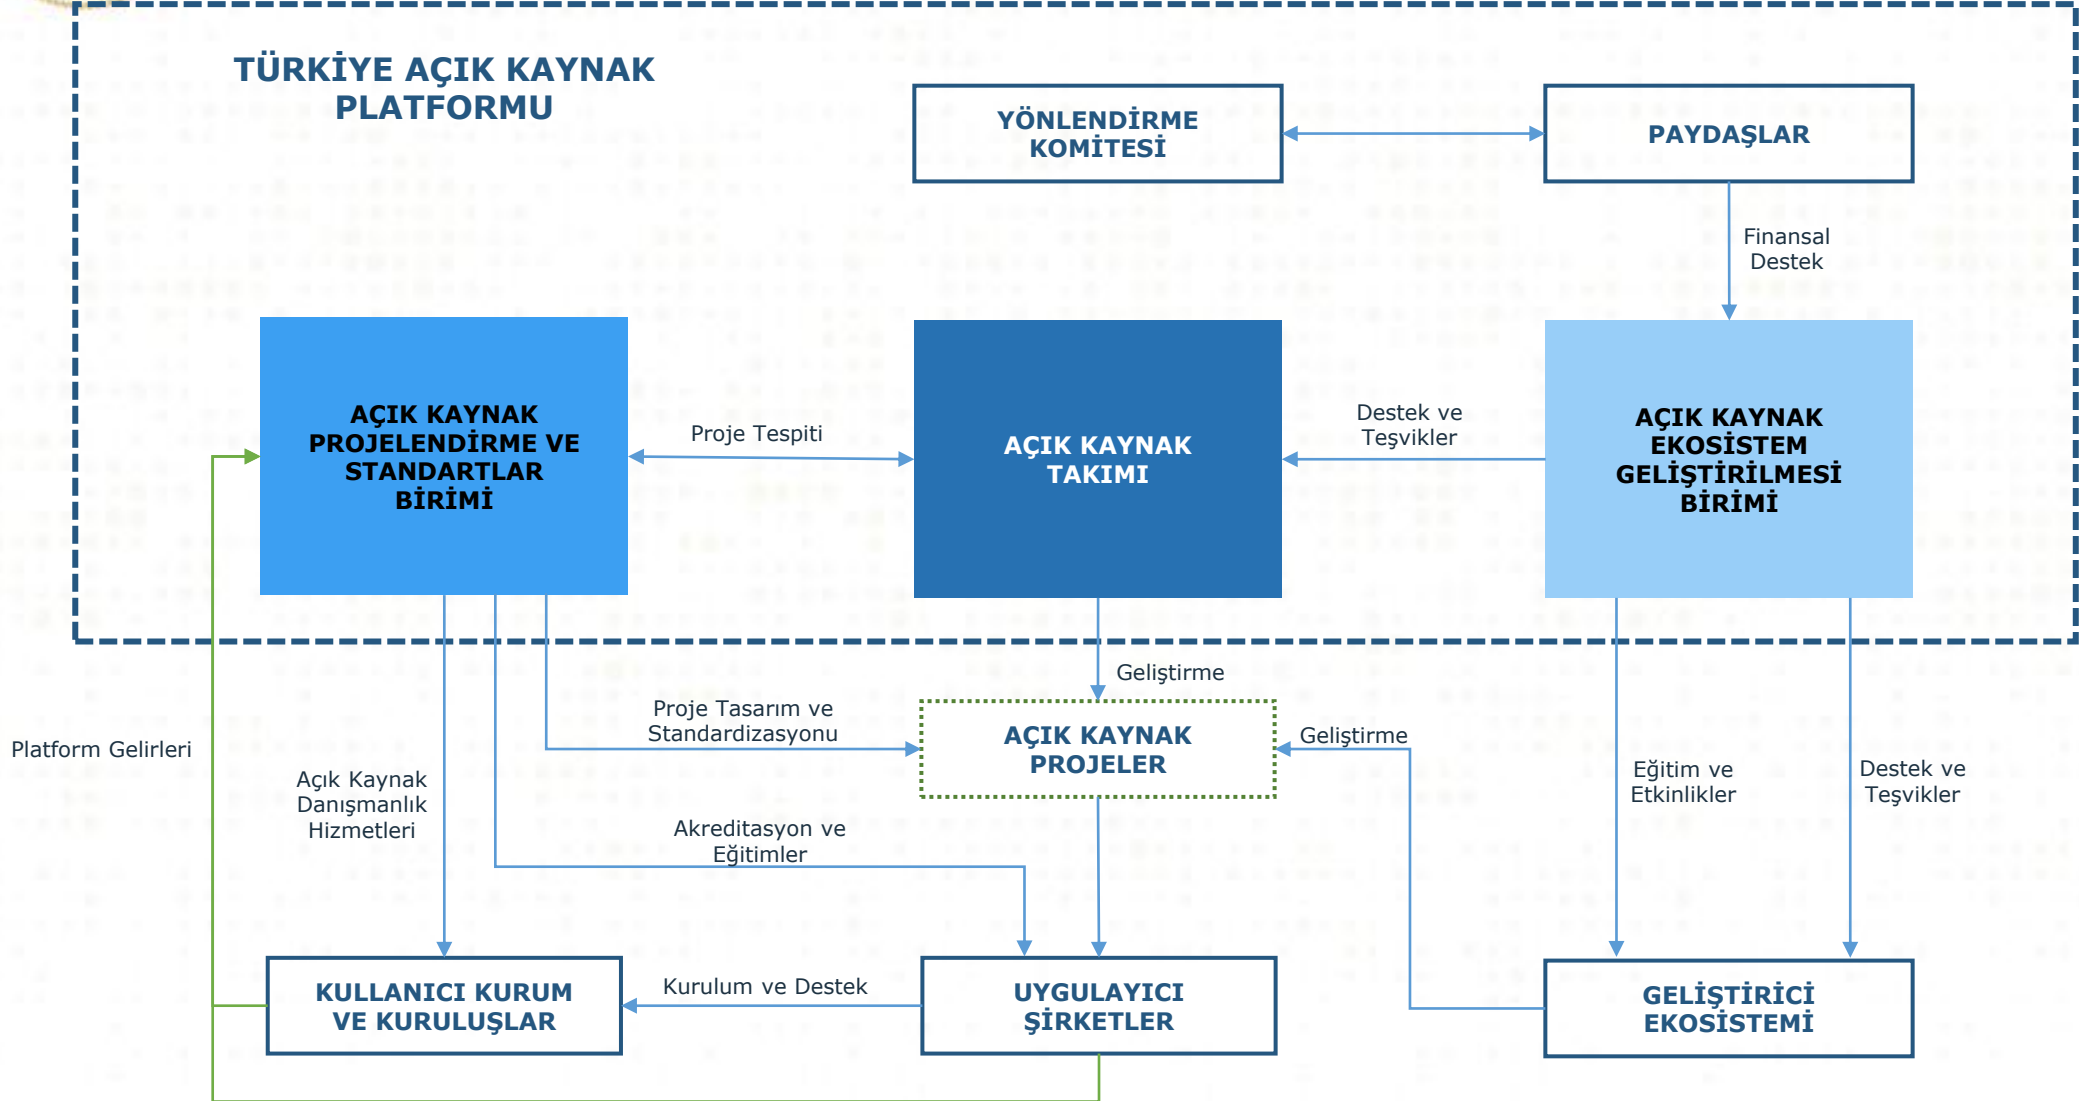 TÜRKİYE AÇIK KAYNAK
PLATFORMU
YÖNLENDİRME
KOMİTESİ
PAYDAŞLAR
Finansal
Destek
AÇIK KAYNAK
PROJELENDİRME VE
STANDARTLAR
BİRİMİ
Proje Tespiti
AÇIK KAYNAK
TAKIMI
Destek ve
Teşvikler
AÇIK KAYNAK
EKOSİSTEM
GELİŞTİRİLMESİ
BİRİMİ
Geliştirme
Proje Tasarım ve
Standardizasyonu
AÇIK KAYNAK
PROJELER
Geliştirme
Platform Gelirleri
Açık Kaynak
Danışmanlık
Hizmetleri
Eğitim ve
Etkinlikler
Destek ve
Teşvikler
Akreditasyon ve
Eğitimler
KULLANICI KURUM
VE KURULUŞLAR
Kurulum ve Destek
UYGULAYICI
ŞİRKETLER
GELİŞTİRİCİ
EKOSİSTEMİ